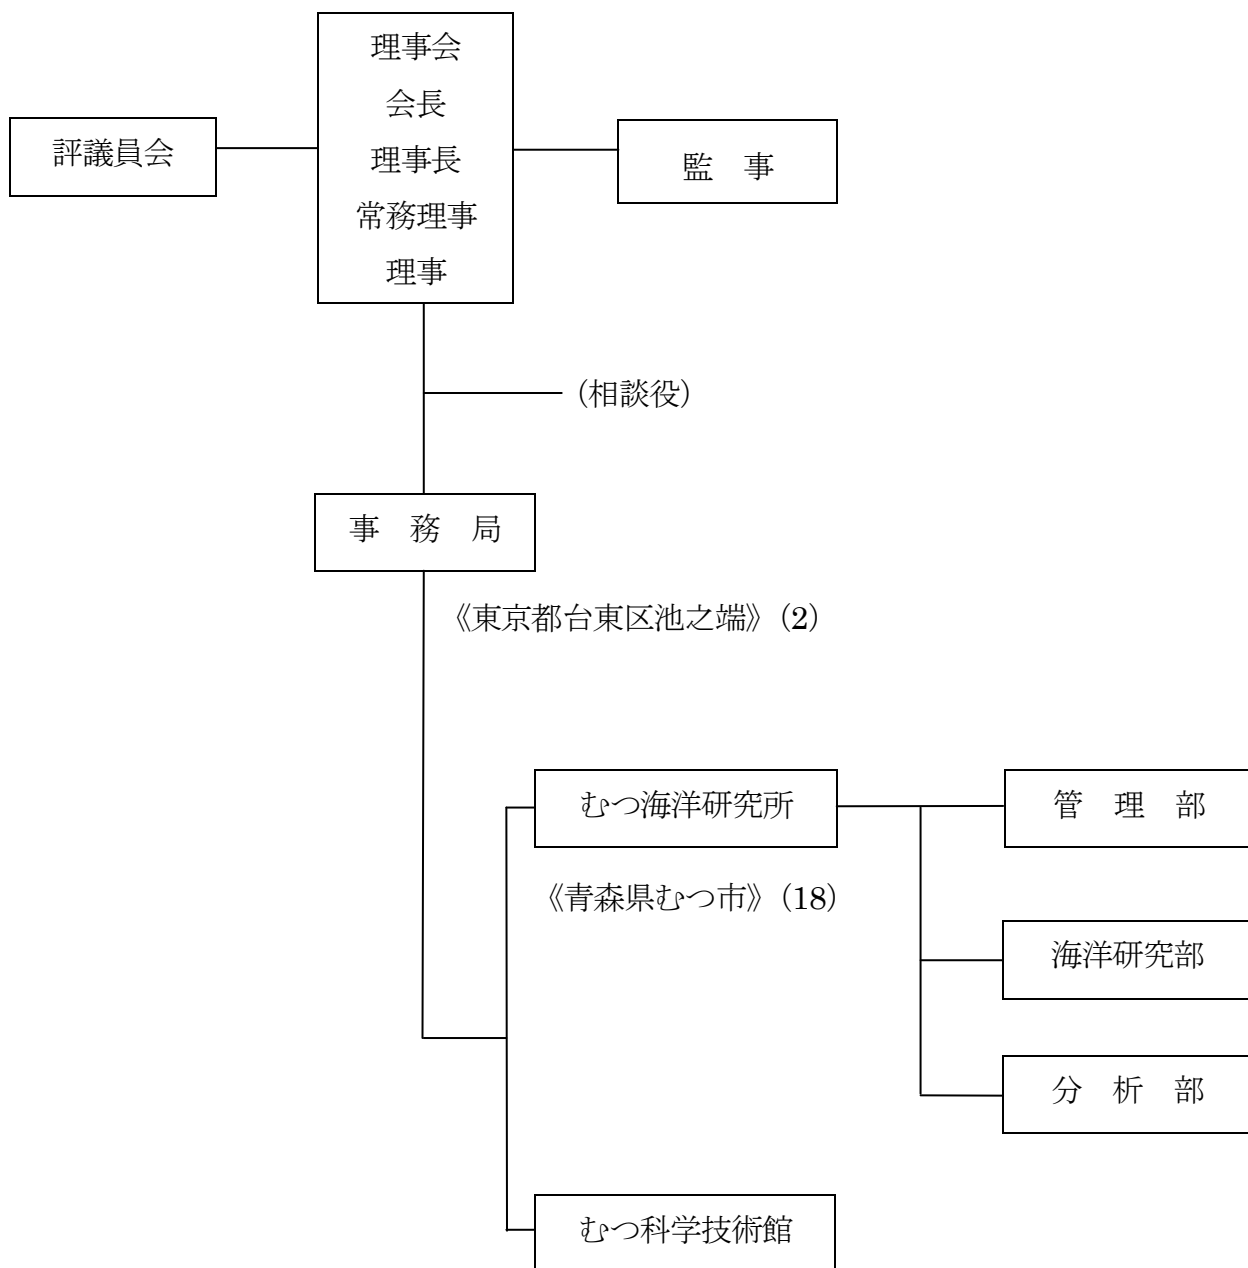 理事会
会長
理事長
常務理事
理事
評議員会
監　事
（相談役）
事　務　局
《東京都台東区池之端》（2）
むつ海洋研究所
《青森県むつ市》（18）
管　理　部
海洋研究部
分　析　部
むつ科学技術館